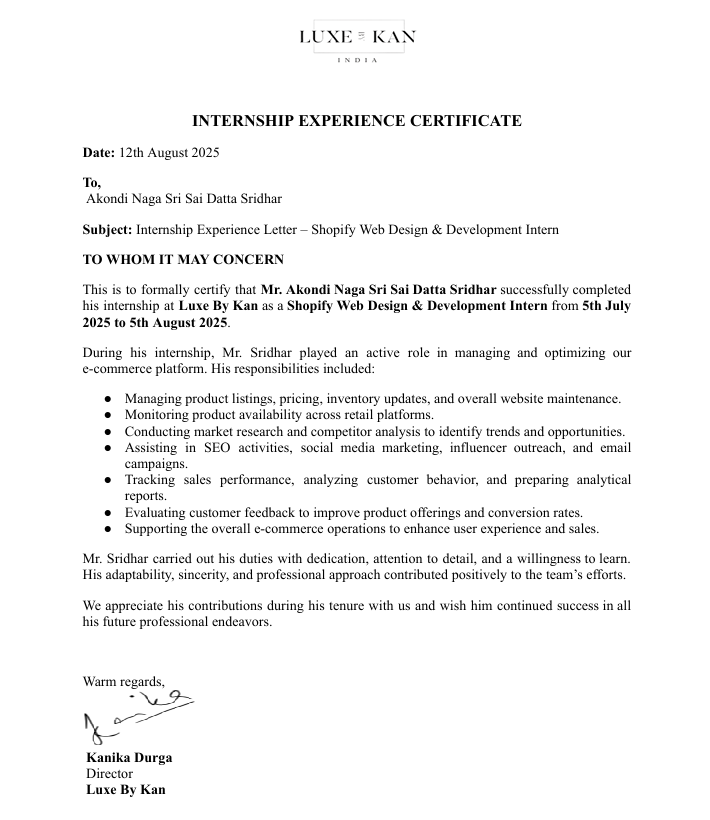 LUXE BY KAN
INDIA
INTERNSHIP EXPERIENCE CERTIFICATE
Date: 12th August 2025
To,
Akondi Naga Sri Sai Datta Sridhar
Subject: Internship Experience Letter – Shopify Web Design & Development Intern
TO WHOM IT MAY CONCERN
This is to formally certify that Mr. Akondi Naga Sri Sai Datta Sridhar successfully completed
his internship at Luxe By Kan as a Shopify Web Design & Development Intern from 5th July
2025 to 5th August 2025.
During his internship, Mr. Sridhar played an active role in managing and optimizing our
e-commerce platform. His responsibilities included:
● Managing product listings, pricing, inventory updates, and overall website maintenance.
● Monitoring product availability across retail platforms.
● Conducting market research and competitor analysis to identify trends and opportunities.
● Assisting in SEO activities, social media marketing, influencer outreach, and email
campaigns.
● Tracking sales performance, analyzing customer behavior, and preparing analytical
reports.
● Evaluating customer feedback to improve product offerings and conversion rates.
● Supporting the overall e-commerce operations to enhance user experience and sales.
Mr. Sridhar carried out his duties with dedication, attention to detail, and a willingness to learn.
His adaptability, sincerity, and professional approach contributed positively to the team’s efforts.
We appreciate his contributions during his tenure with us and wish him continued success in all
his future professional endeavors.
Warm regards,
Kanika Durga
Director
Luxe By Kan